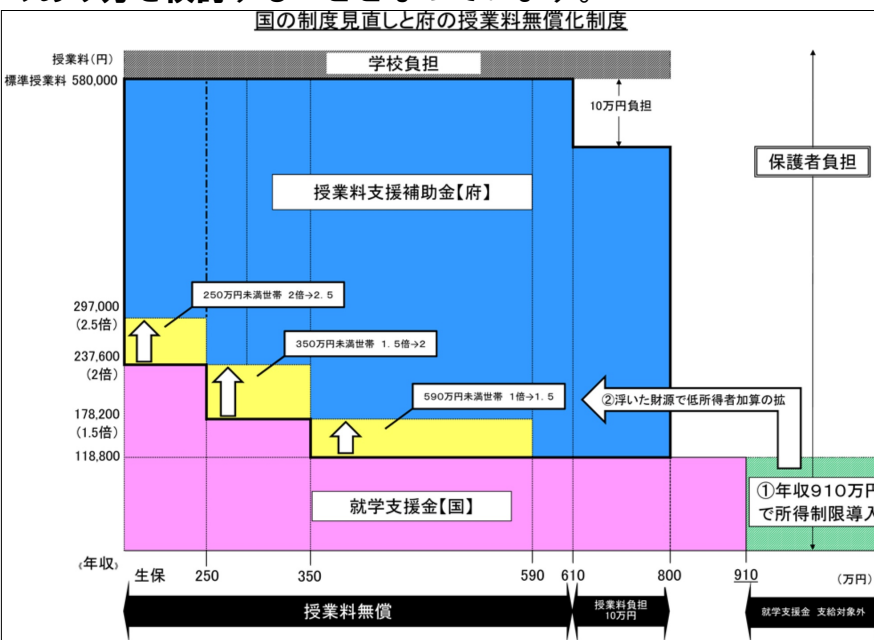 国の制度見直しと府の授業料無償化制度
授業料(円)
標準授業料 580,000
学校負担
10万円負担
保護者負担
授業料支援補助金【府】
250万円未満世帯 2倍→2.5
297,000
(2.5倍)
350万円未満世帯 1.5倍→2
237,600
(2倍)
590万円未満世帯 1倍→1.5
②浮いた財源で低所得者加算の拡
178,200
(1.5倍)
118,800
就学支援金【国】
①年収910万円
で所得制限導入
《年収》
生保
250
350
590
610
800
910
(万円)
授業料無償
授業料負担
10万円
就学支援金 支給対象外